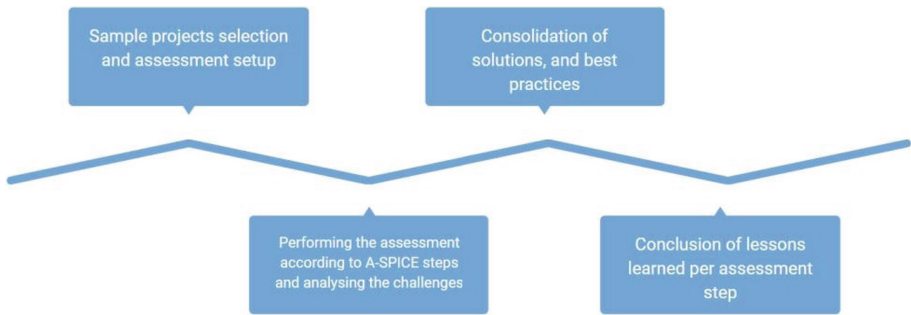 Sample projects selection
and assessment setup
Performing the assessment
according to A-SPICE steps
and analysing the challenges
Consolidation of
solutions, and best
practices
Conclusion of lessons
learned per assessment
step